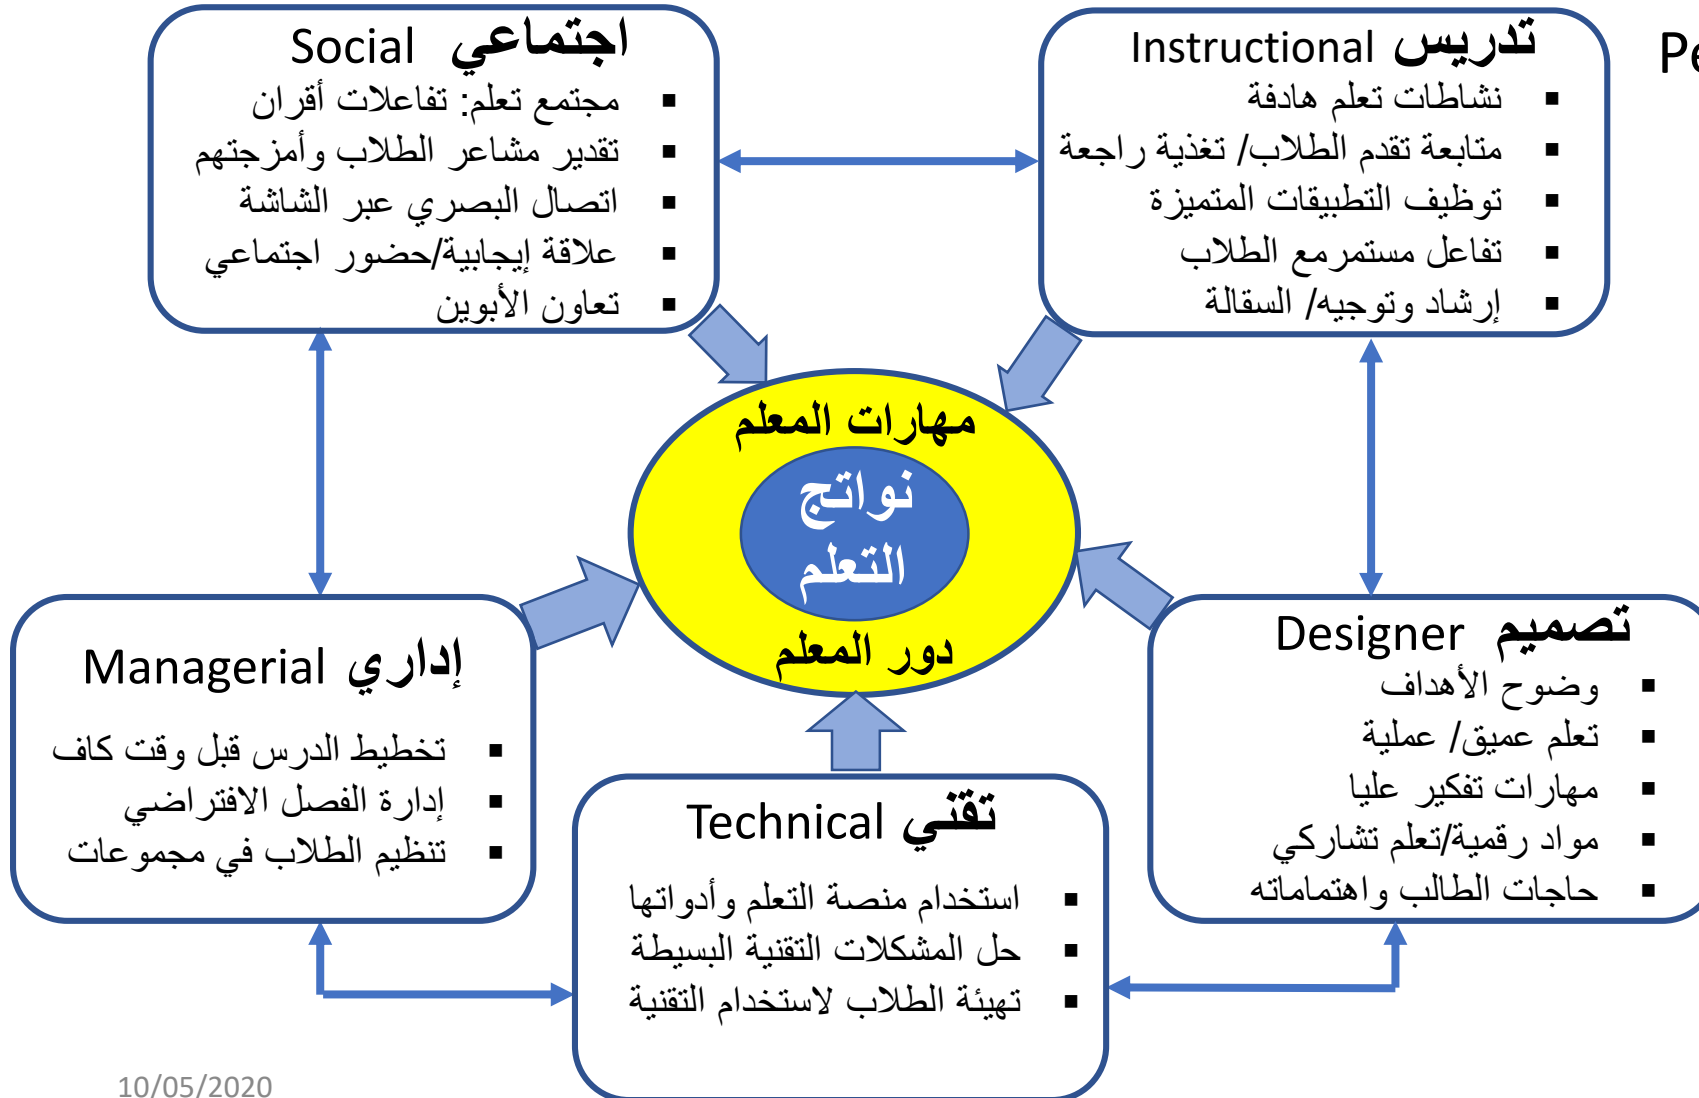 اجتماعي Social
▪ مجتمع تعلم: تفاعلات أقران
▪ تقدير مشاعر الطلاب وأمزجتهم
▪ اتصال البصري عبر الشاشة
▪ علاقة إيجابية/حضور اجتماعي
▪ تعاون الأبوين
تدريس Instructional
▪ نشاطات تعلم هادفة
▪ متابعة تقدم الطلاب/ تغذية راجعة
▪ توظيف التطبيقات المتميزة
▪ تفاعل مستمرمع الطلاب
▪ إرشاد وتوجيه/ السقالة
Pe
مهارات المعلم
نواتج
التعلم
دور المعلم
إداري Managerial
▪ تخطيط الدرس قبل وقت كاف
▪ إدارة الفصل الافتراضي
▪ تنظيم الطلاب في مجموعات
تقني Technical
▪ استخدام منصة التعلم وأدواتها
▪ حل المشكلات التقنية البسيطة
▪ تهيئة الطلاب لاستخدام التقنية
تصميم Designer
▪ وضوح الأهداف
▪ تعلم عميق/ عملية
▪ مهارات تفكير عليا
▪ مواد رقمية/تعلم تشاركي
▪ حاجات الطالب واهتماماته
10/05/2020